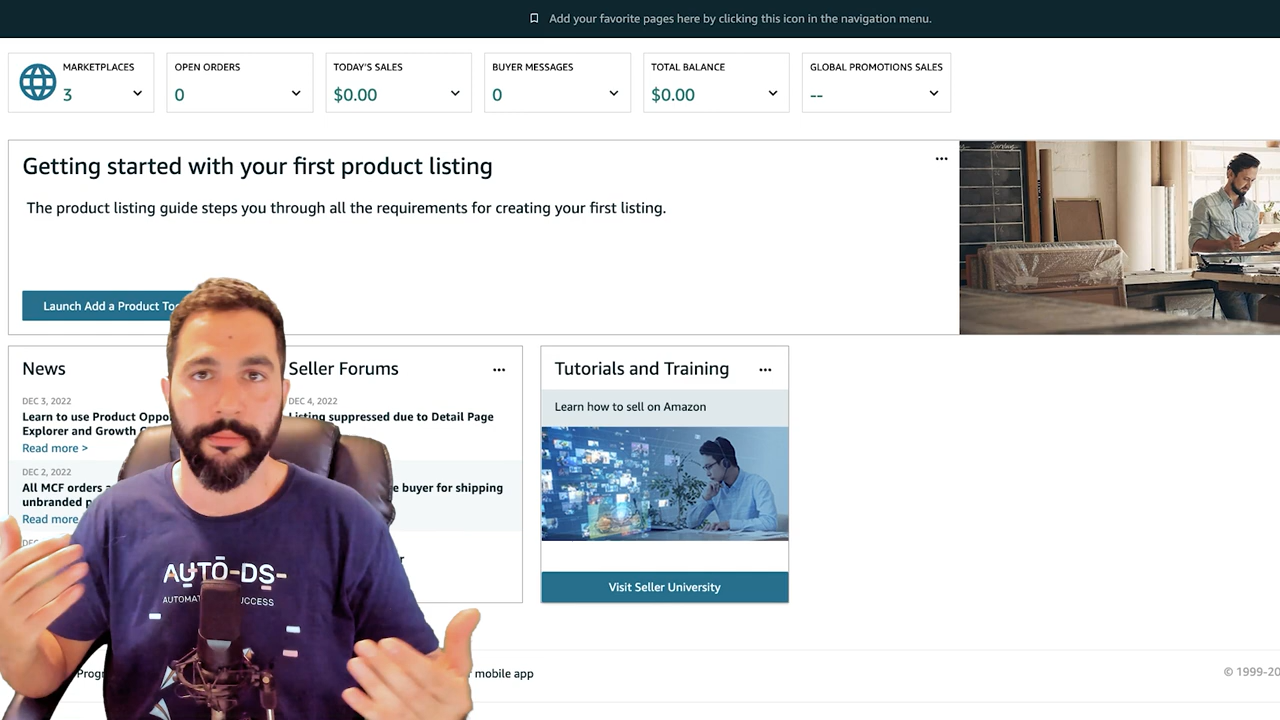 Add your favorite pages here by clicking this icon in the navigation menu.
MARKETPLACES
3
OPEN ORDERS
0
TODAY'S SALES
$0.00
BUYER MESSAGES
0
TOTAL BALANCE
$0.00
GLOBAL PROMOTIONS SALES
--
Getting started with your first product listing
The product listing guide steps you through all the requirements for creating your first listing.
Launch Add a Product
News
DEC 3, 2022
Learn to use Product
Explorer and Growth
Read more >
DEC 2, 2022
All MCF orders
unbranded
Read more
Seller Forums
DEC 4, 2022
Listing suppressed due to Detail Page
buyer for shipping
Tutorials and Training
Learn how to sell on Amazon
Visit Seller University
AUTO-DS-
mobile app
© 1999-20